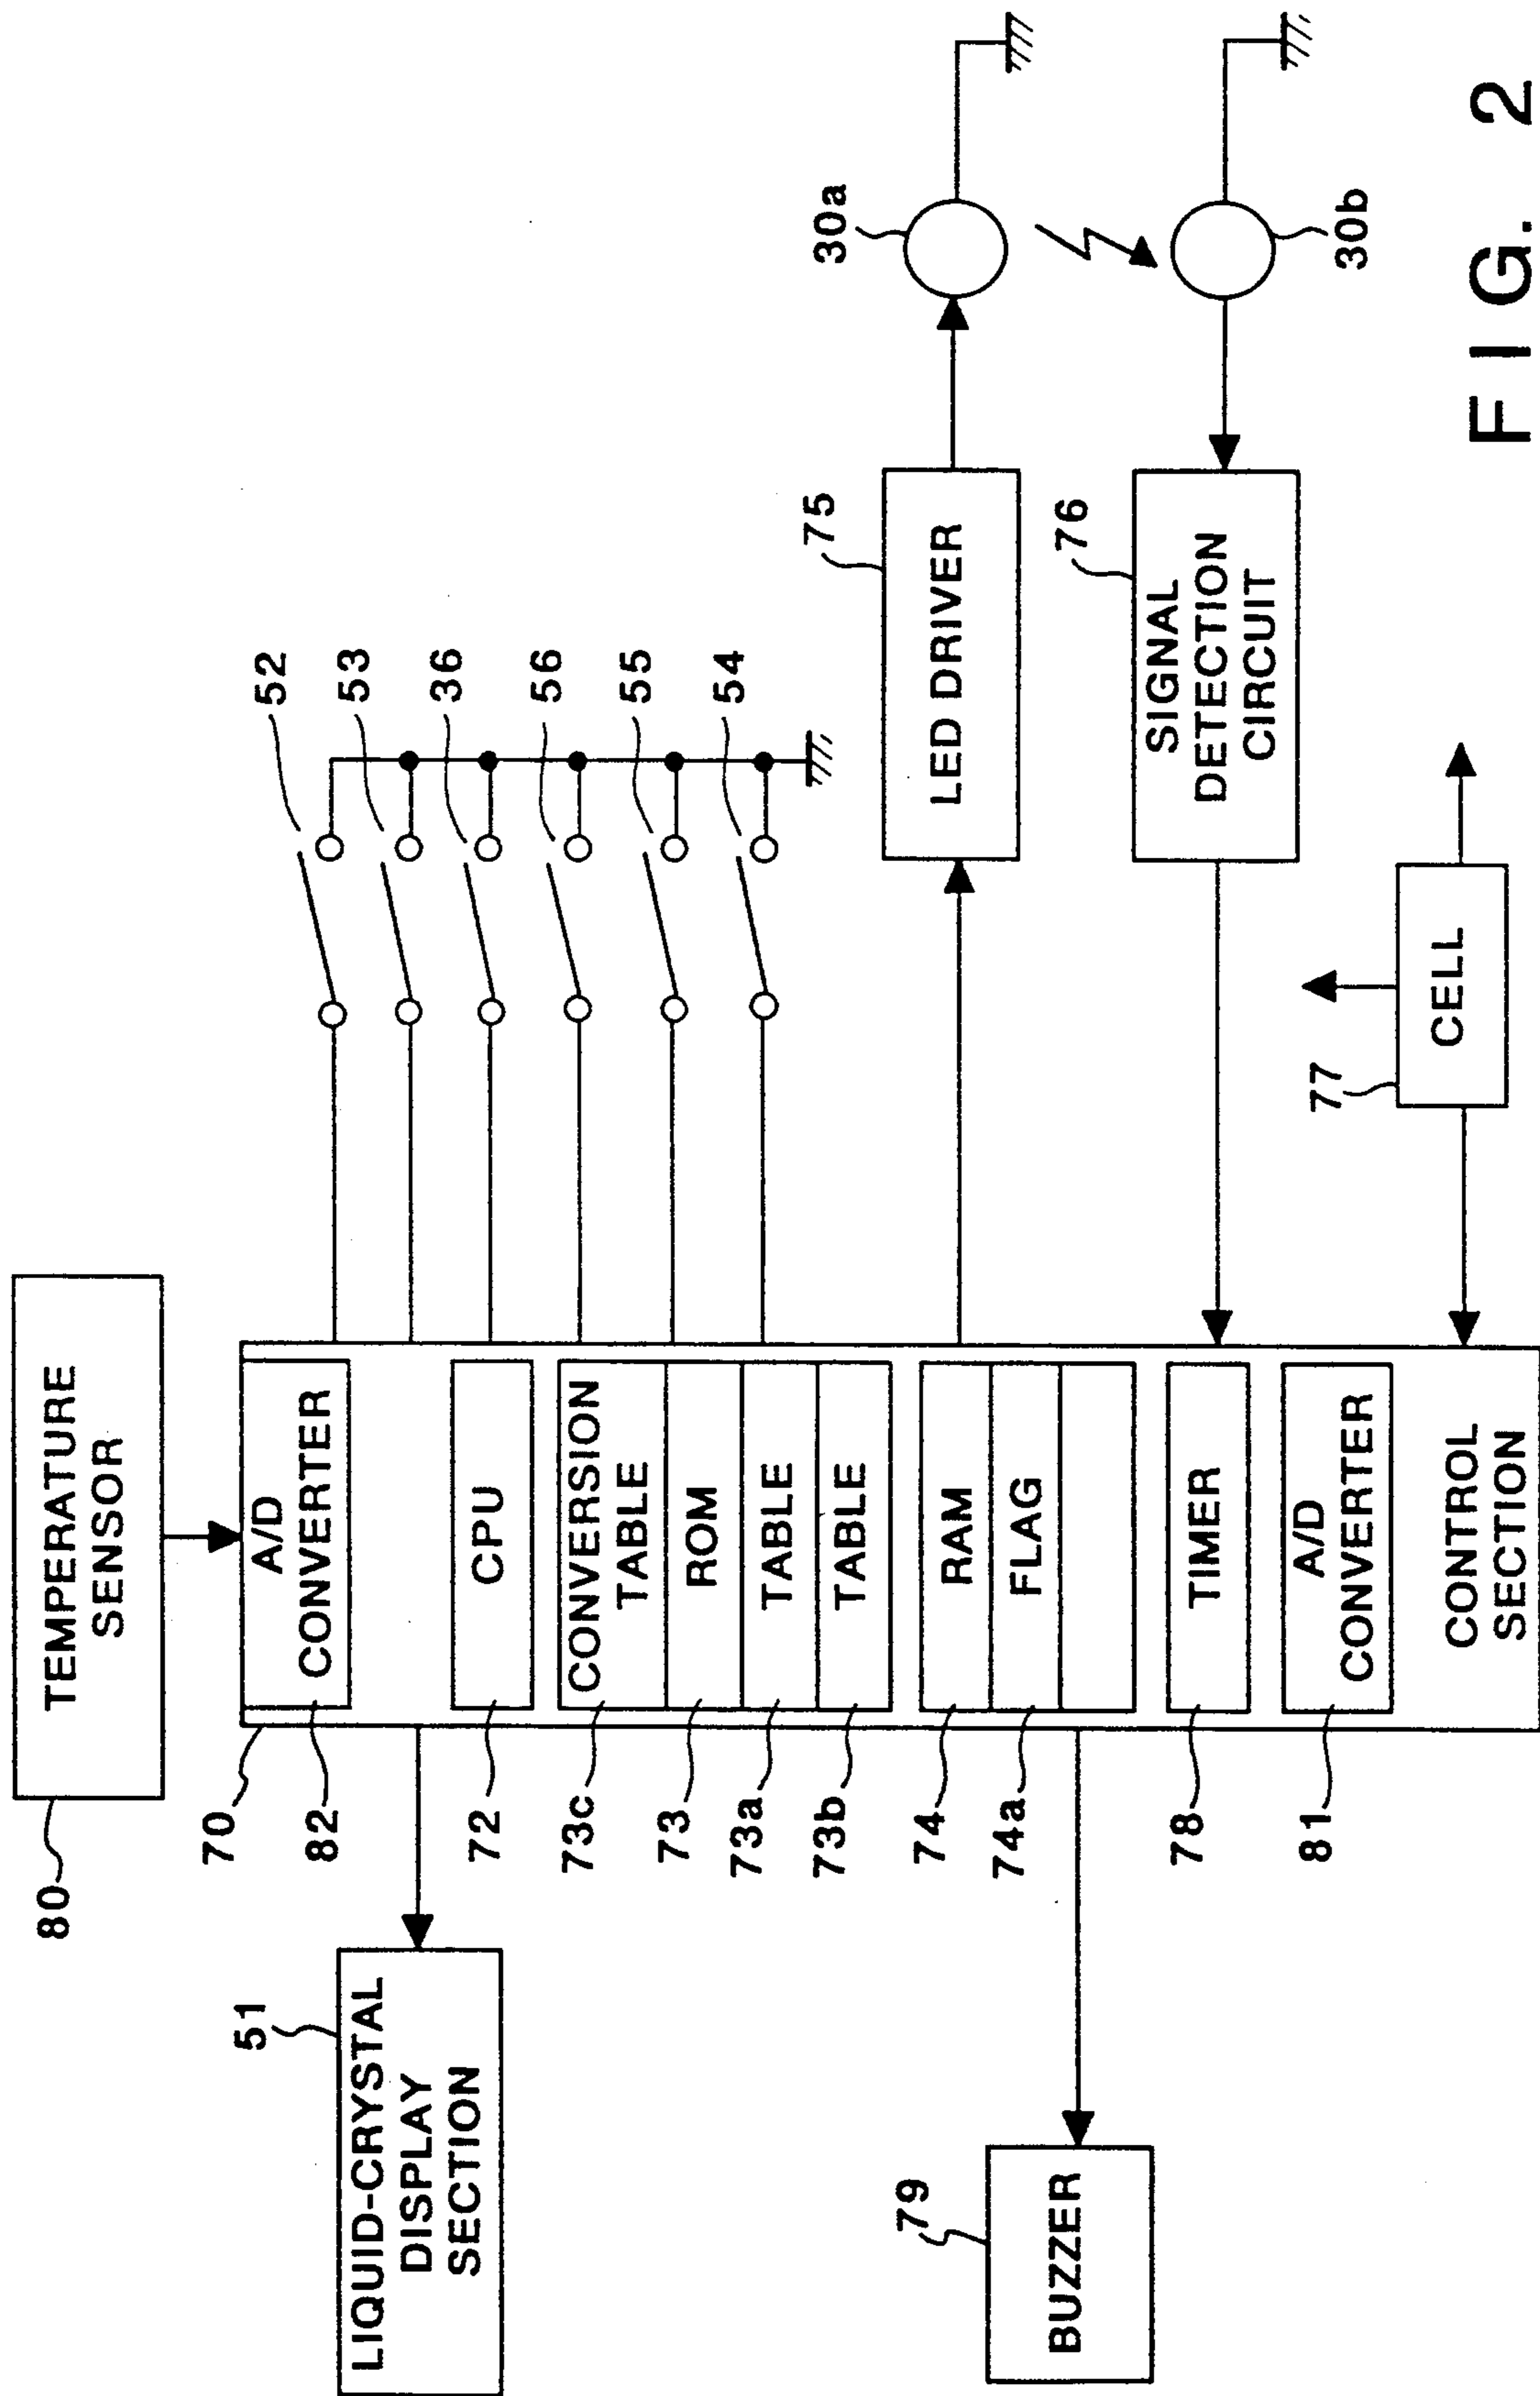 80
TEMPERATURE
SENSOR
70
82
A/D
CONVERTER
51
LIQUID-CRYSTAL
DISPLAY
SECTION
72
CPU
73c
CONVERSION
TABLE
73
ROM
73a
TABLE
73b
TABLE
74
RAM
74a
FLAG
78
TIMER
81
A/D
CONVERTER
CONTROL
SECTION
79
BUZZER
52
53
36
56
55
54
75
LED DRIVER
30a
76
SIGNAL
DETECTION
CIRCUIT
30b
77
CELL
FIG. 2